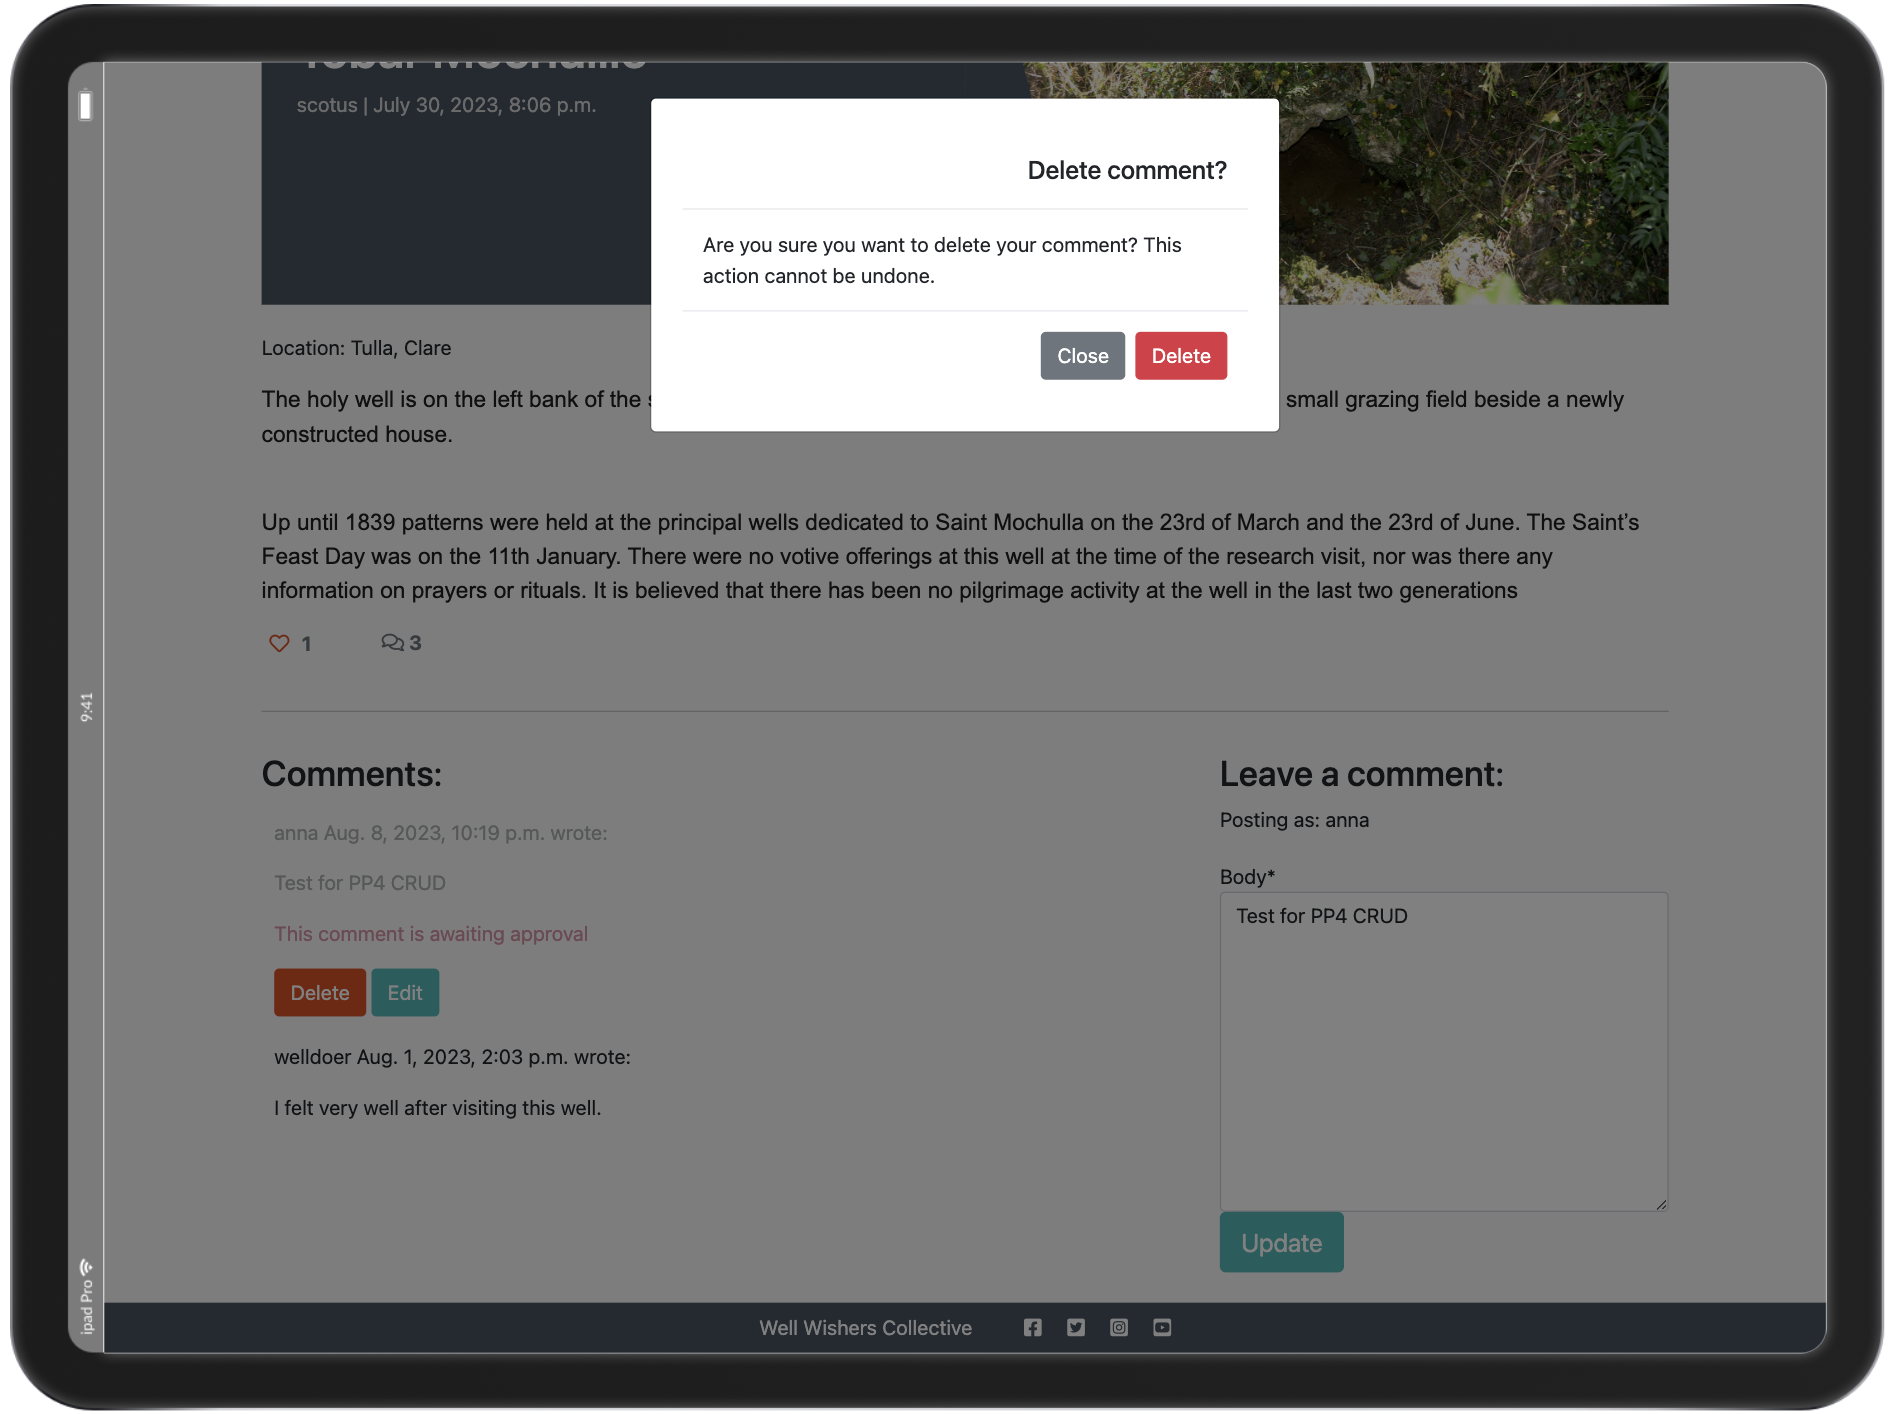 scotus | July 30, 2023, 8:06 p.m.
Delete comment?
Are you sure you want to delete your comment? This
action cannot be undone.
Close
Delete
Location: Tulla, Clare
The holy well is on the left bank of the
small grazing field beside a newly
constructed house.
Up until 1839 patterns were held at the principal wells dedicated to Saint Mochulla on the 23rd of March and the 23rd of June. The Saint’s
Feast Day was on the 11th January. There were no votive offerings at this well at the time of the research visit, nor was there any
information on prayers or rituals. It is believed that there has been no pilgrimage activity at the well in the last two generations
1
3
9:41
Comments:
anna Aug. 8, 2023, 10:19 p.m. wrote:
Test for PP4 CRUD
This comment is awaiting approval
Delete
Edit
welldoer Aug. 1, 2023, 2:03 p.m. wrote:
I felt very well after visiting this well.
Leave a comment:
Posting as: anna
Body*
Test for PP4 CRUD
Update
ipad Pro
Well Wishers Collective